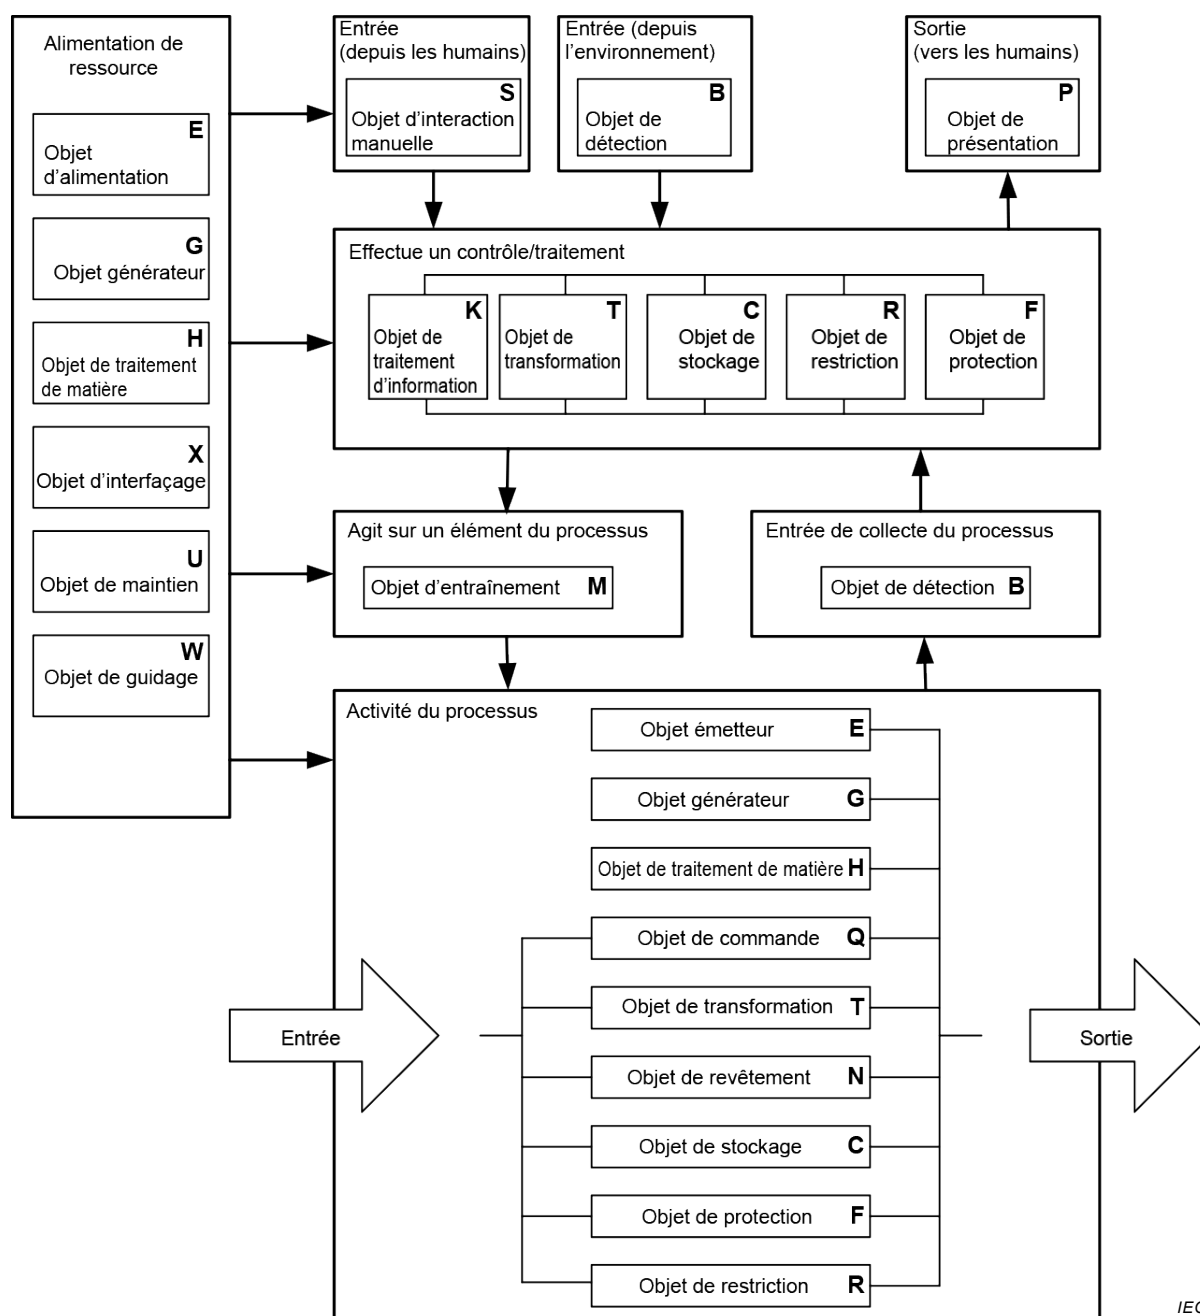 Alimentation de
ressource
E
Objet
d'alimentation
G
Objet générateur
H
Objet de traitement
de matière
X
Objet d'interfaçage
U
Objet de maintien
W
Objet de guidage
Entrée
(depuis les humains)
S
Objet d'interaction
manuelle
Entrée (depuis
l'environnement)
B
Objet de
détection
Sortie
(vers les humains)
P
Objet de
présentation
Effectue un contrôle/traitement
K
Objet de
traitement
d'information
T
Objet de
transformation
C
Objet de
stockage
R
Objet de
restriction
F
Objet de
protection
Agit sur un élément du processus
Objet d'entraînement M
Entrée de collecte du processus
Objet de détection B
Activité du processus
Objet émetteur E
Objet générateur G
Objet de traitement de matière H
Objet de commande Q
Objet de transformation T
Objet de revêtement N
Objet de stockage C
Objet de protection F
Objet de restriction R
Entrée
Sortie
IEC